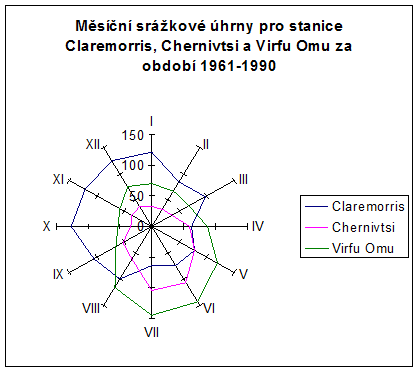 Měsíční srážkové úhrny pro stanice
Claremorris, Chernivtsi a Virfu Omu za
období 1961-1990
I
XII
150
II
100
XI
III
50
X
0
IV
IX
V
VIII
VI
VII
Claremorris
Chernivtsi
Virfu Omu